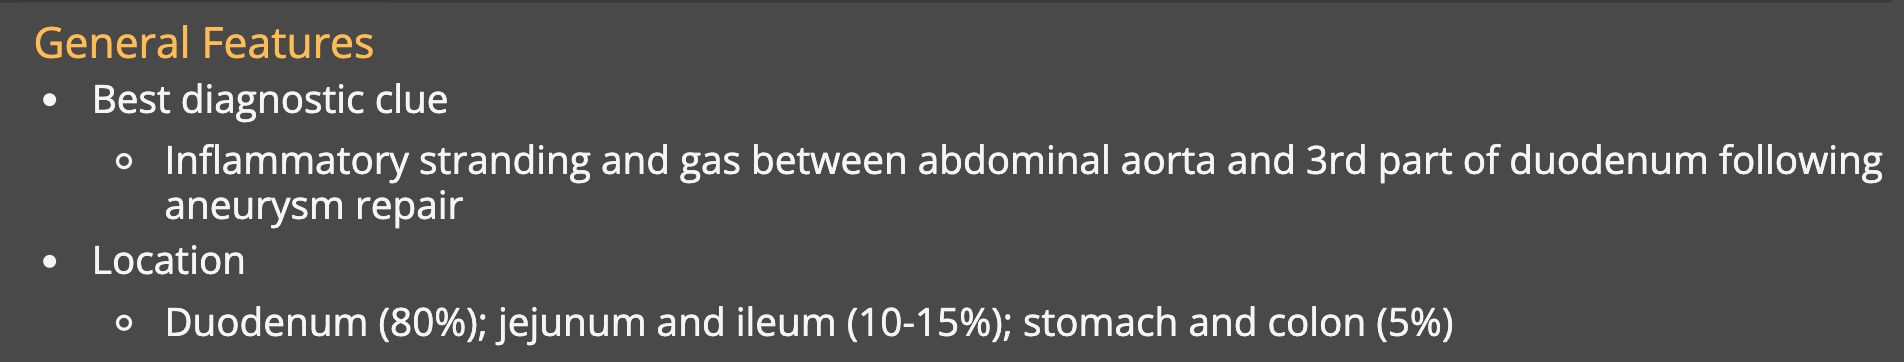 General Features
• Best diagnostic clue
◦ Inflammatory stranding and gas between abdominal aorta and 3rd part of duodenum following
aneurysm repair
• Location
◦ Duodenum (80%); jejunum and ileum (10-15%); stomach and colon (5%)